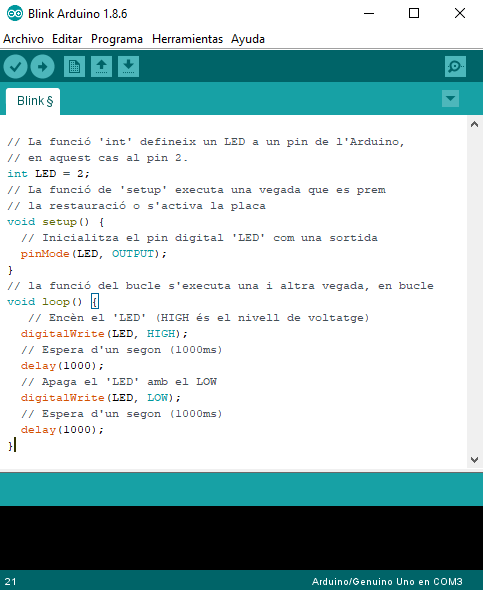 Blink Arduino 1.8.6
Archivo Editar Programa Herramientas Ayuda
Blink §
// La funció 'int' defineix un LED a un pin de l'Arduino,
// en aquest cas al pin 2.
int LED = 2;
// La funció de 'setup' executa una vegada que es prem
// la restauració o s'activa la placa
void setup() {
  // Inicialitza el pin digital 'LED' com una sortida
  pinMode(LED, OUTPUT);
}
// la funció del bucle s'executa una i altra vegada, en bucle
void loop() {
   // Encèn el 'LED' (HIGH és el nivell de voltatge)
  digitalWrite(LED, HIGH);
  // Espera d'un segon (1000ms)
  delay(1000);
  // Apaga el 'LED' amb el LOW
  digitalWrite(LED, LOW);
  // Espera d'un segon (1000ms)
  delay(1000);
}
21 Arduino/Genuino Uno en COM3